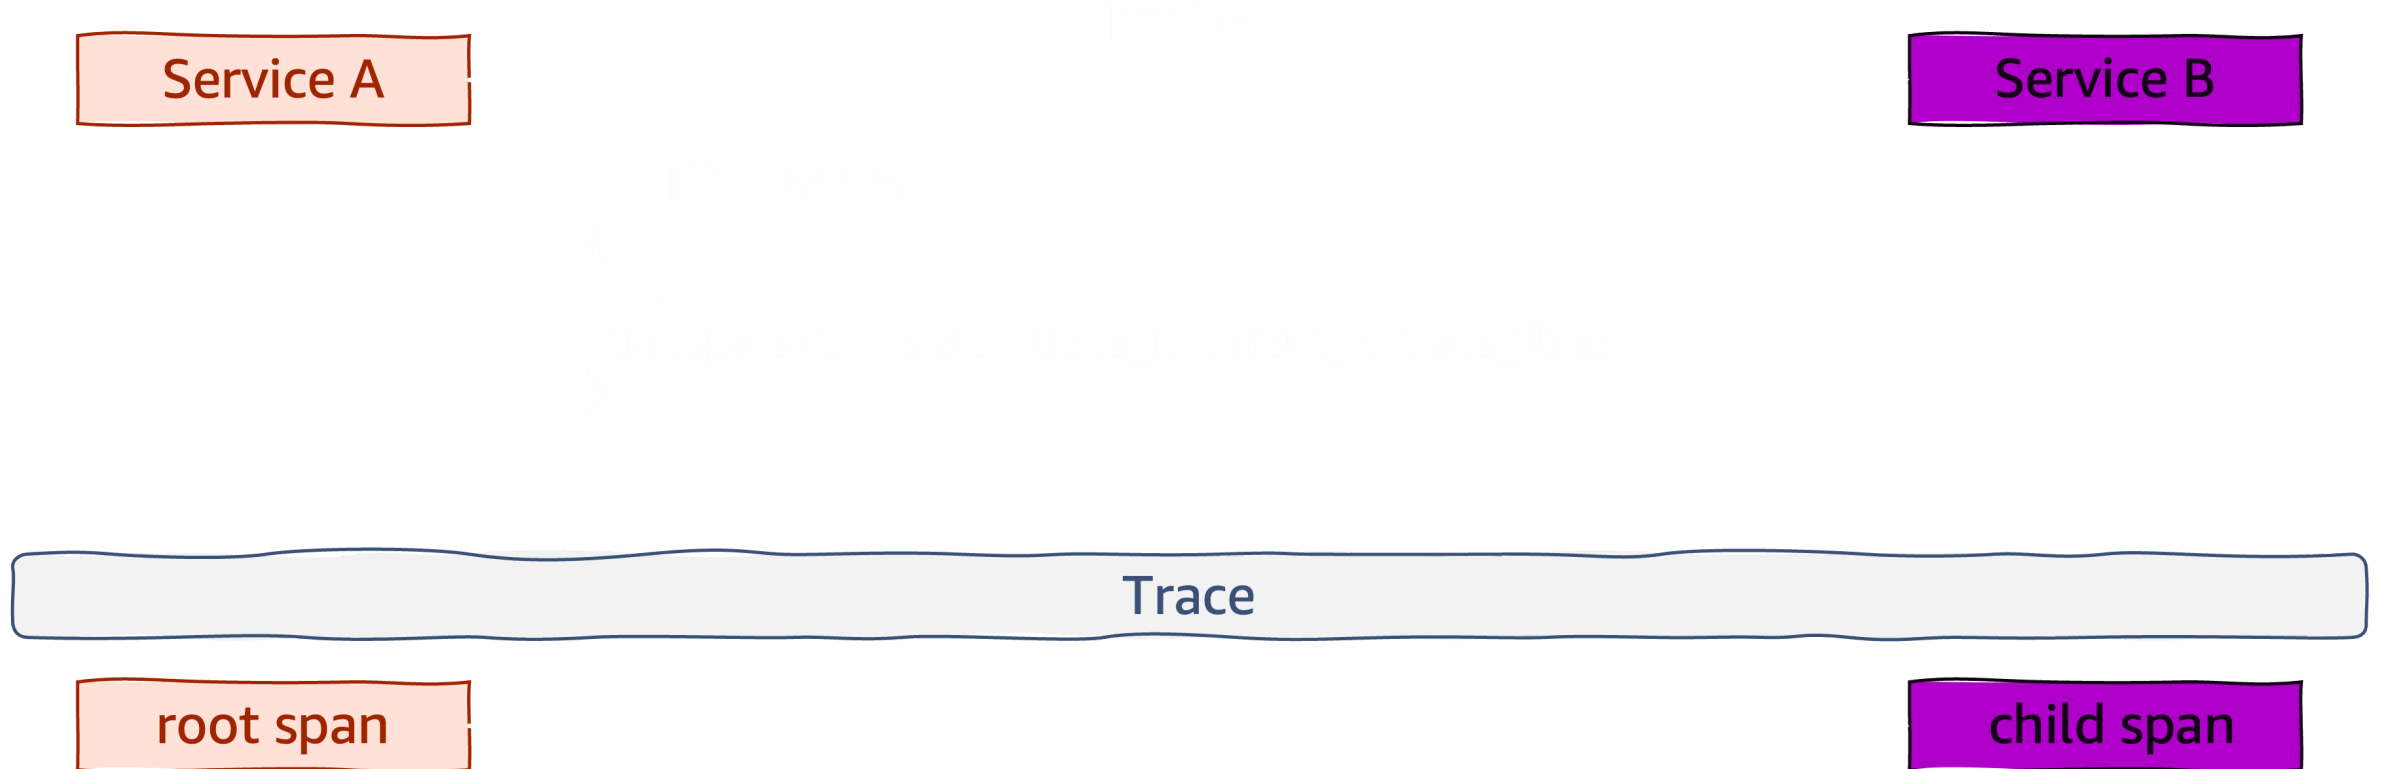 Service A
Service B
Trace
root span
child span